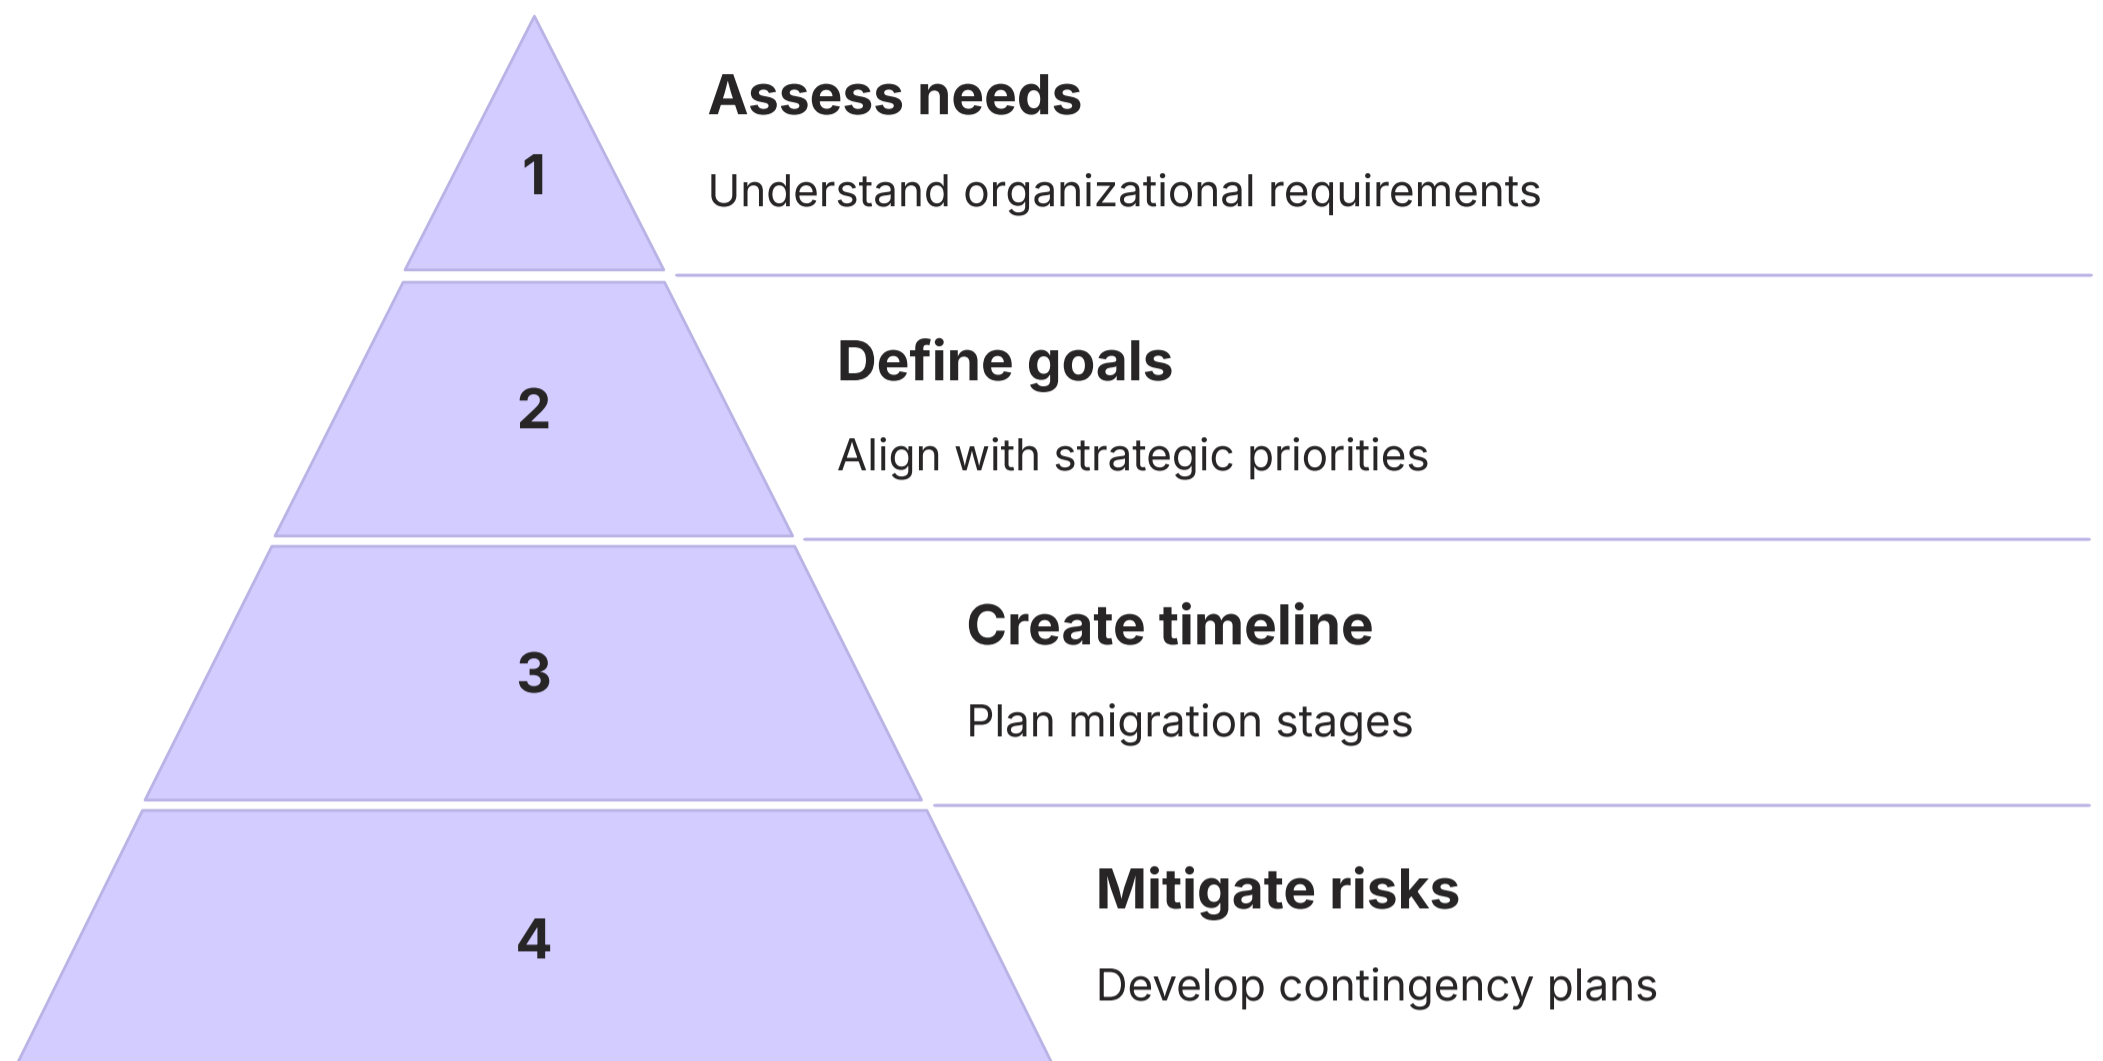 1
Assess needs
Understand organizational requirements
2
Define goals
Align with strategic priorities
3
Create timeline
Plan migration stages
4
Mitigate risks
Develop contingency plans